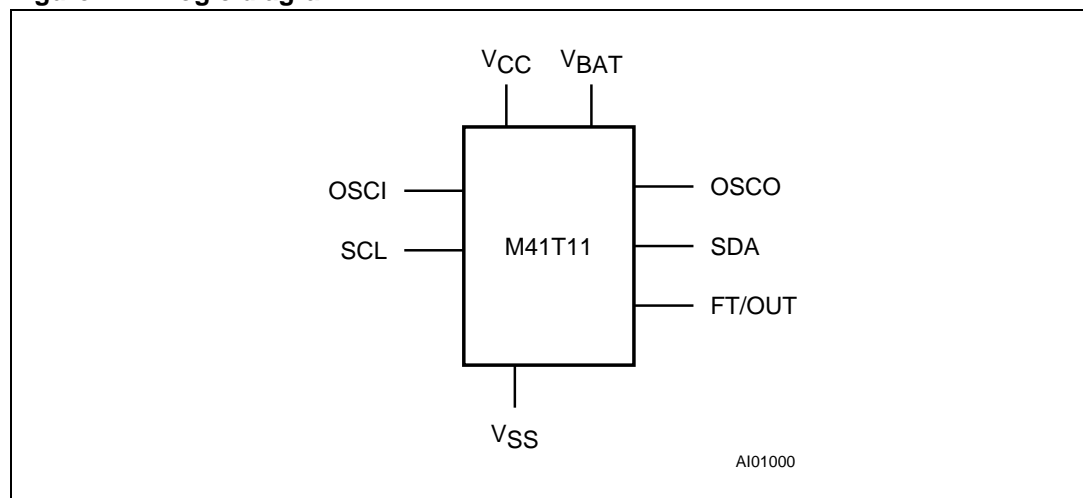 VCC VBAT
OSCI OSCO
SCL M41T11 SDA
FT/OUT
VSS
AI01000